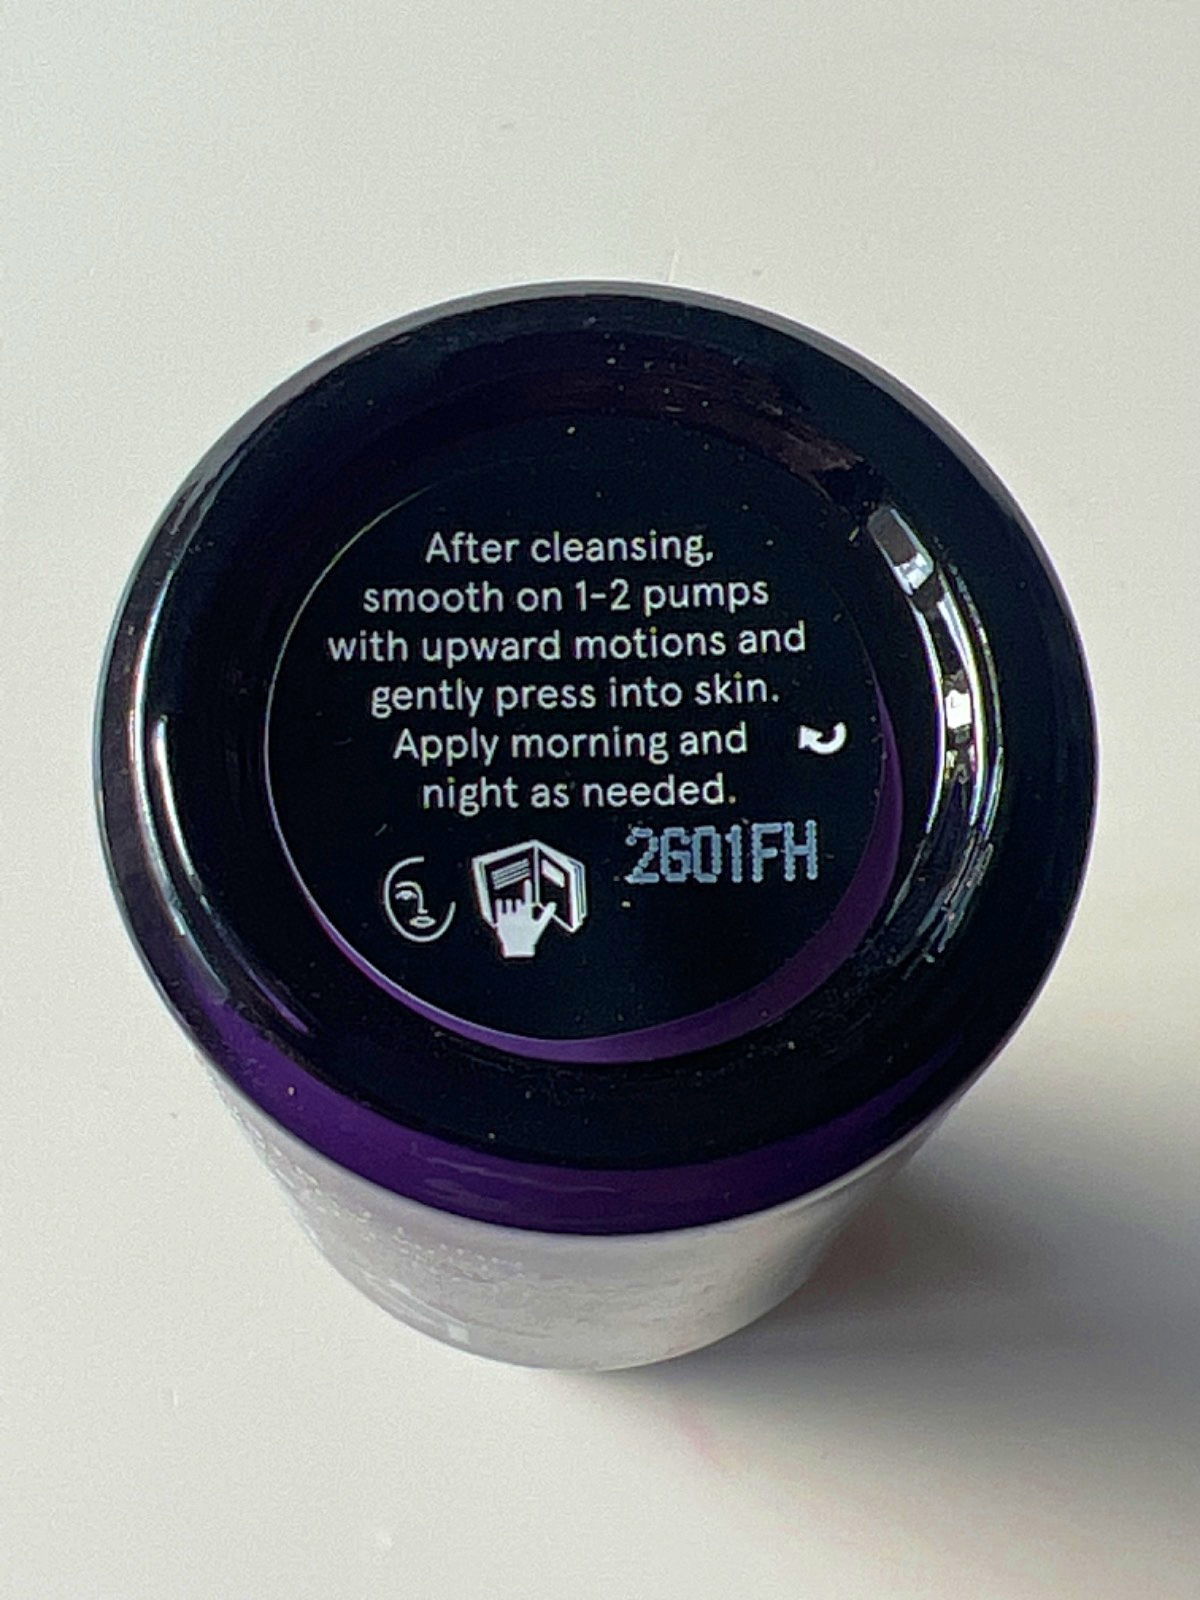 After cleansing,
smooth on 1-2 pumps
with upward motions and
gently press into skin.
Apply morning and
night as needed.
2G01FH